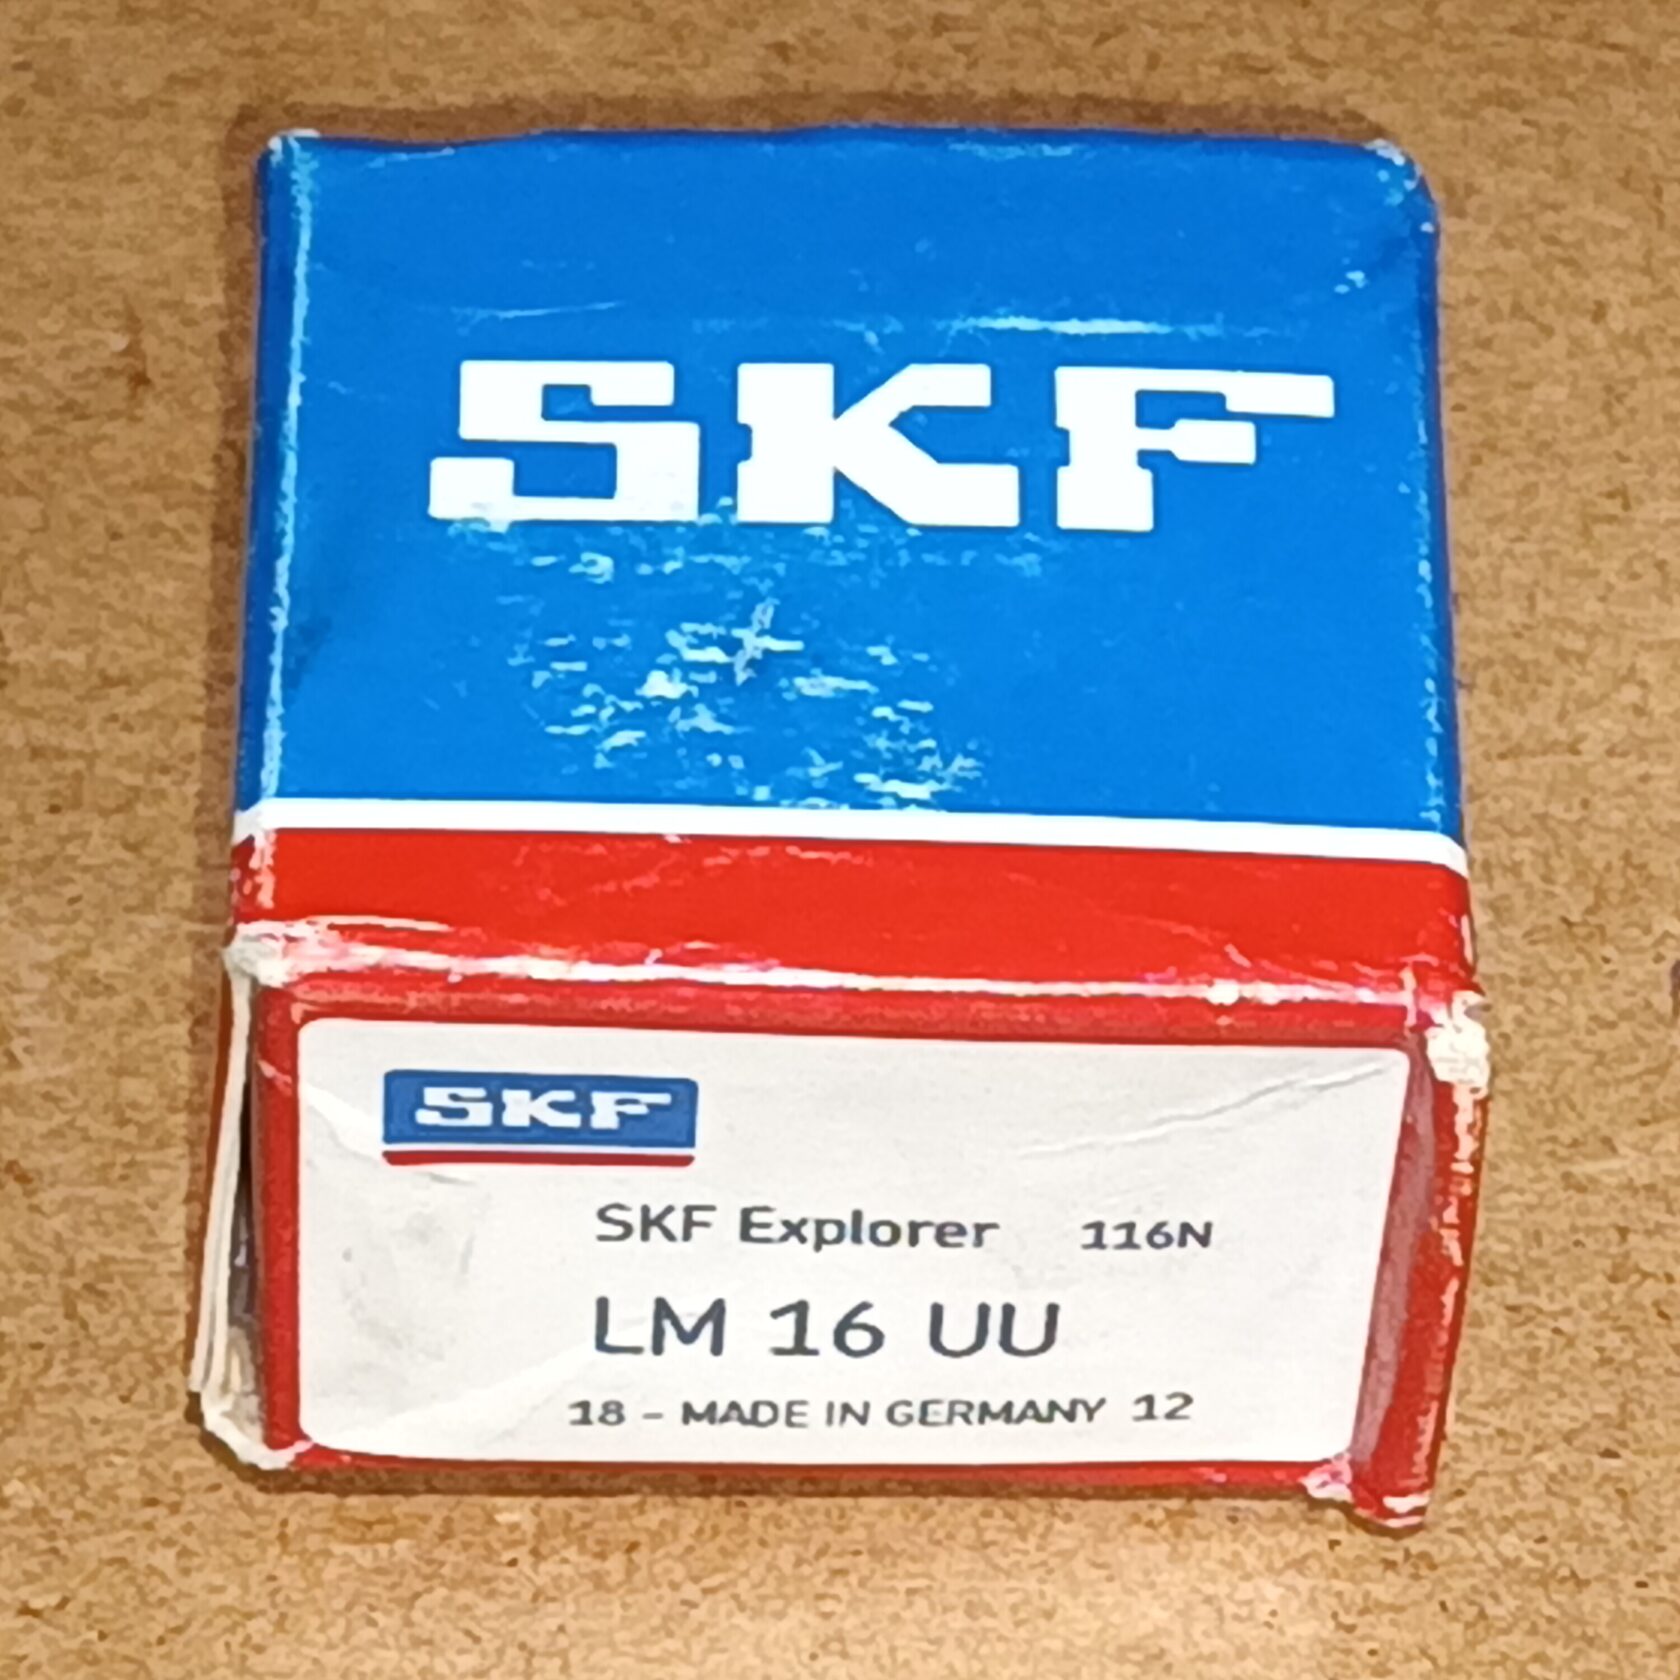 SKF
SKF
SKF Explorer 116N
LM 16 UU
18 - MADE IN GERMANY 12